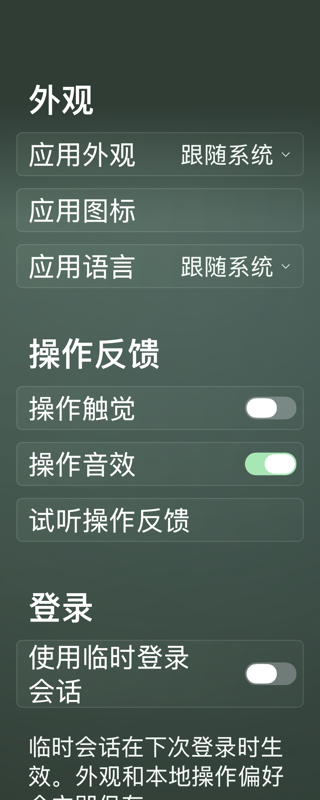 外观
应用外观 跟随系统
应用图标
应用语言 跟随系统
操作反馈
操作触觉
操作音效
试听操作反馈
登录
使用临时登录
会话
临时会话在下次登录时生
效。外观和本地操作偏好